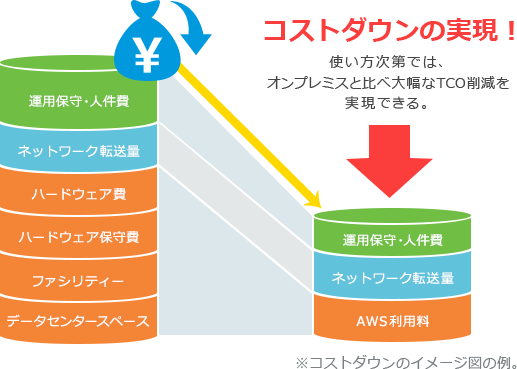 コストダウンの実現！
使い方次第では、
オンプレミスと比べ大幅なTCO削減を
実現できる。
¥
運用保守・人件費
ネットワーク転送量
ハードウェア費
ハードウェア保守費
ファシリティー
データセンタースペース
運用保守・人件費
ネットワーク転送量
AWS利用料
※コストダウンのイメージ図の例。